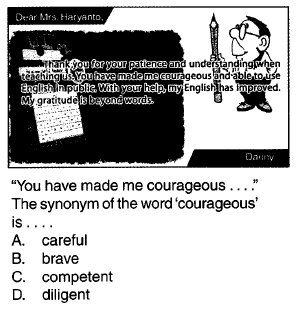 Dear Mrs. Haryanto,
Thank you for your patience and understanding when
teaching us. You have made me courageous and able to use
English in public. With your help, my English has improved.
My gratitude is beyond words.
Danny
“You have made me courageous . . . .”
The synonym of the word ‘courageous’
is . . . .
A. careful
B. brave
C. competent
D. diligent